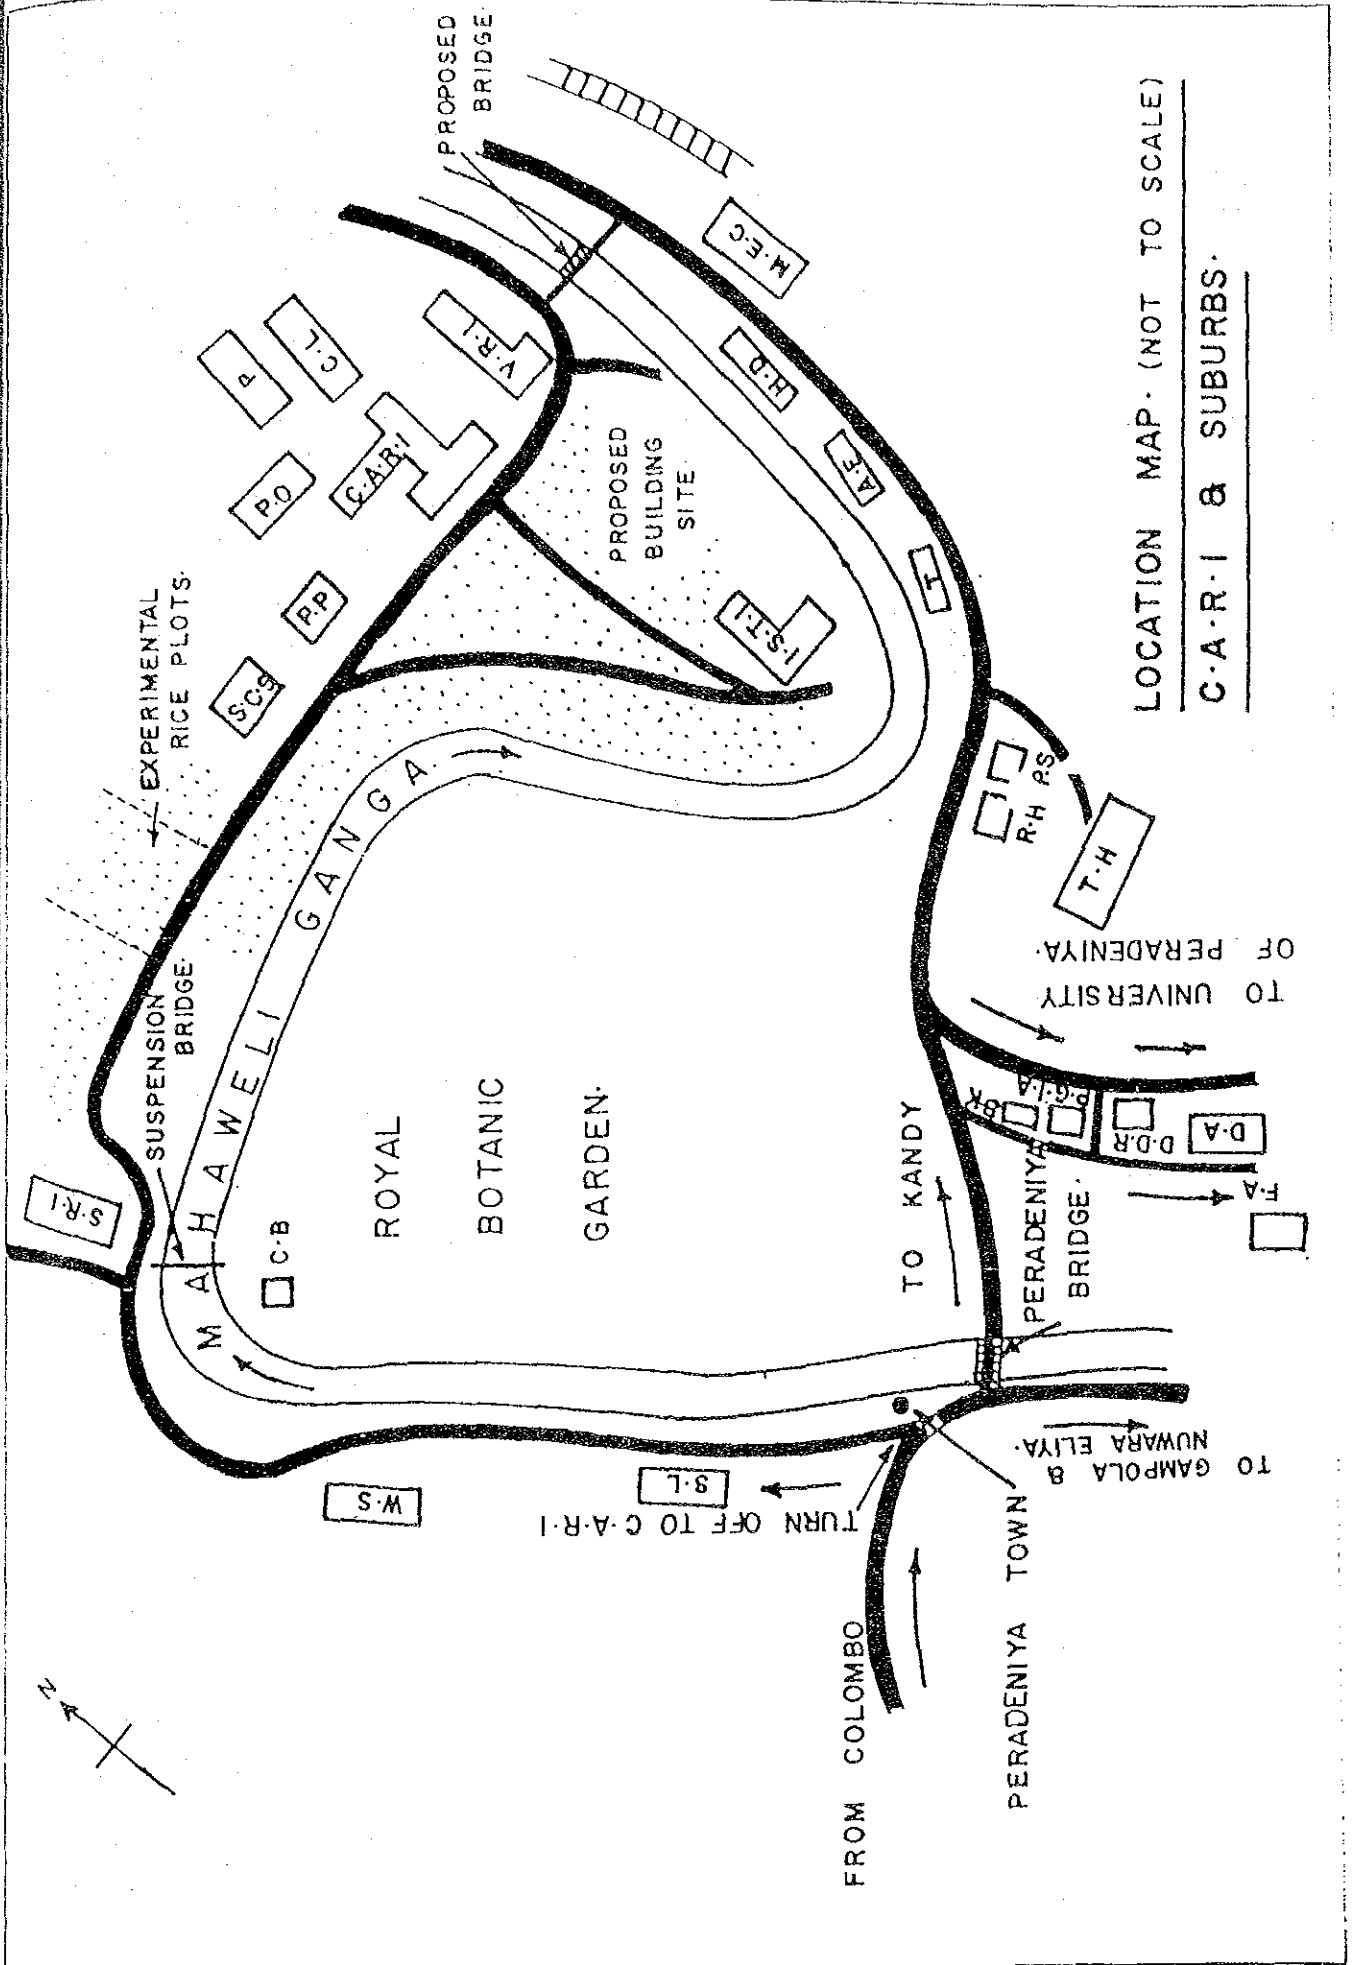 LOCATION MAP. (NOT TO SCALE)
C·A·R·I & SUBURBS.
N
PROPOSED
BRIDGE.
EXPERIMENTAL
RICE PLOTS.
SUSPENSION
BRIDGE.
S·R·I
S·C·S
P·P
P·O
P
C·L
C·A·R·I
V·R·I
M·E·C
H·Q
A·E
T
I·S·T·I
PROPOSED
BUILDING
SITE
MAHAWELI GANGA.
C·B
ROYAL
BOTANIC
GARDEN.
W·S
S·L
TURN OFF TO C·A·R·I
FROM COLOMBO
PERADENIYA TOWN
TO GAMPOLA &
NUWARA ELIYA.
PERADENIYA
BRIDGE.
TO KANDY
BK
P·G·I·A
D·D·R
D·A
F·A
TO UNIVERSITY
OF PERADENIYA.
T·H
R·H
P.S.